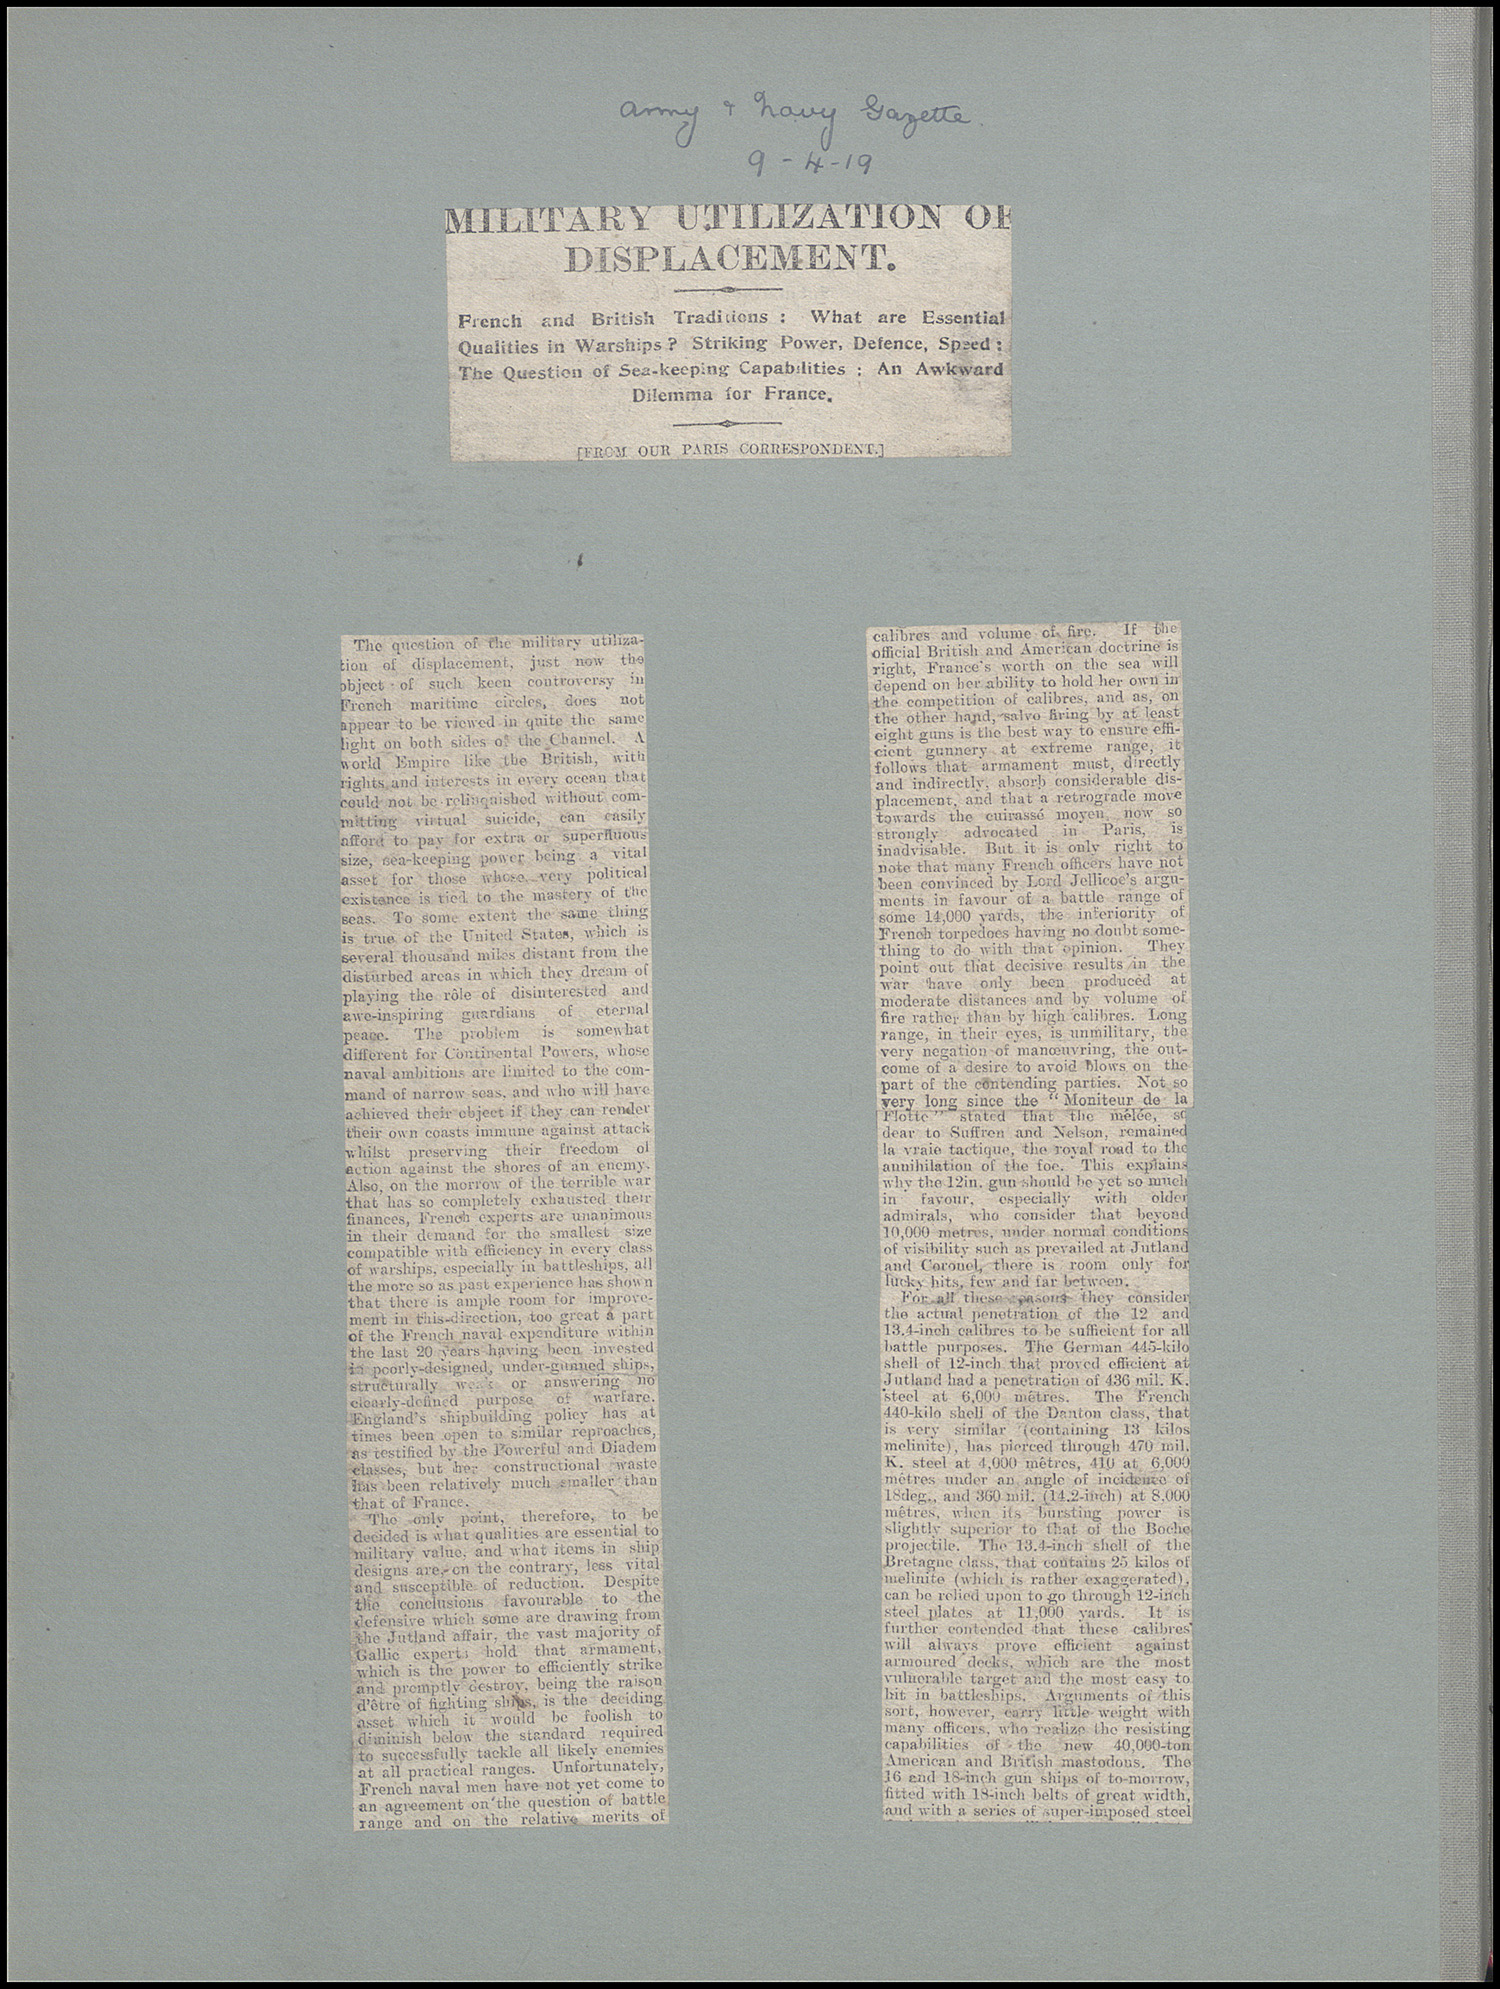 Army & Navy Gazette.
9-4-19
MILITARY UTILIZATION OF
DISPLACEMENT.
French and British Traditions : What are Essential
Qualities in Warships ? Striking Power, Defence, Speed :
The Question of Sea-keeping Capabilities : An Awkward
Dilemma for France.
[FROM OUR PARIS CORRESPONDENT.]
The question of the military utiliza-
tion of displacement, just now the
object of such keen controversy in
French maritime circles, does not
appear to be viewed in quite the same
light on both sides of the Channel. A
world Empire like the British, with
rights and interests in every ocean that
could not be relinquished without com-
mitting virtual suicide, can easily
afford to pay for extra or superfluous
size, sea-keeping power being a vital
asset for those whose very political
existence is tied to the mastery of the
seas. To some extent the same thing
is true of the United States, which is
several thousand miles distant from the
disturbed areas in which they dream of
playing the rôle of disinterested and
awe-inspiring guardians of eternal
peace. The problem is somewhat
different for Continental Powers, whose
naval ambitions are limited to the com-
mand of narrow seas, and who will have
achieved their object if they can render
their own coasts immune against attack
whilst preserving their freedom of
action against the shores of an enemy.
Also, on the morrow of the terrible war
that has so completely exhausted their
finances, French experts are unanimous
in their demand for the smallest size
compatible with efficiency in every class
of warships, especially in battleships, all
the more so as past experience has shown
that there is ample room for improve-
ment in this direction, too great a part
of the French naval expenditure within
the last 20 years having been invested
in poorly-designed, under-gunned ships,
structurally weak or answering no
clearly-defined purpose of warfare.
England's shipbuilding policy has at
times been open to similar reproaches,
as testified by the Powerful and Diadem
classes, but her constructional waste
has been relatively much smaller than
that of France.
The only point, therefore, to be
decided is what qualities are essential to
military value, and what items in ship
designs are, on the contrary, less vital
and susceptible of reduction. Despite
the conclusions favourable to the
defensive which some are drawing from
the Jutland affair, the vast majority of
Gallic experts hold that armament,
which is the power to efficiently strike
and promptly destroy, being the raison
d'être of fighting ships, is the deciding
asset which it would be foolish to
diminish below the standard required
to successfully tackle all likely enemies
at all practical ranges. Unfortunately,
French naval men have not yet come to
an agreement on the question of battle
range and on the relative merits of
calibres and volume of fire. If the
official British and American doctrine is
right, France's worth on the sea will
depend on her ability to hold her own in
the competition of calibres, and as, on
the other hand, salvo firing by at least
eight guns is the best way to ensure effi-
cient gunnery at extreme range, it
follows that armament must, directly
and indirectly, absorb considerable dis-
placement, and that a retrograde move
towards the cuirassé moyen, now so
strongly advocated in Paris, is
inadvisable. But it is only right to
note that many French officers have not
been convinced by Lord Jellicoe's argu-
ments in favour of a battle range of
some 14,000 yards, the inferiority of
French torpedoes having no doubt some-
thing to do with that opinion. They
point out that decisive results in the
war have only been produced at
moderate distances and by volume of
fire rather than by high calibres. Long
range, in their eyes, is unmilitary, the
very negation of manœuvring, the out-
come of a desire to avoid blows on the
part of the contending parties. Not so
very long since the "Moniteur de la
Flotte" stated that the mêlée, so
dear to Suffren and Nelson, remained
la vraie tactique, the royal road to the
annihilation of the foe. This explains
why the 12in. gun should be yet so much
in favour, especially with older
admirals, who consider that beyond
10,000 metres, under normal conditions
of visibility such as prevailed at Jutland
and Coronel, there is room only for
lucky hits, few and far between.
For all these reasons they consider
the actual penetration of the 12 and
13.4-inch calibres to be sufficient for all
battle purposes. The German 445-kilo
shell of 12-inch that proved efficient at
Jutland had a penetration of 436 mil. K.
steel at 6,000 mêtres. The French
440-kilo shell of the Danton class, that
is very similar (containing 13 kilos
melinite), has pierced through 470 mil.
K. steel at 4,000 mêtres, 410 at 6,000
mêtres under an angle of incidence of
18deg., and 360 mil. (14.2-inch) at 8,000
mêtres, when its bursting power is
slightly superior to that of the Boche
projectile. The 13.4-inch shell of the
Bretagne class, that contains 25 kilos of
melinite (which is rather exaggerated),
can be relied upon to go through 12-inch
steel plates at 11,000 yards. It is
further contended that these calibres
will always prove efficient against
armoured decks, which are the most
vulnerable target and the most easy to
hit in battleships. Arguments of this
sort, however, carry little weight with
many officers, who realize the resisting
capabilities of the new 40,000-ton
American and British mastodons. The
16 and 18-inch gun ships of to-morrow,
fitted with 18-inch belts of great width,
and with a series of super-imposed steel